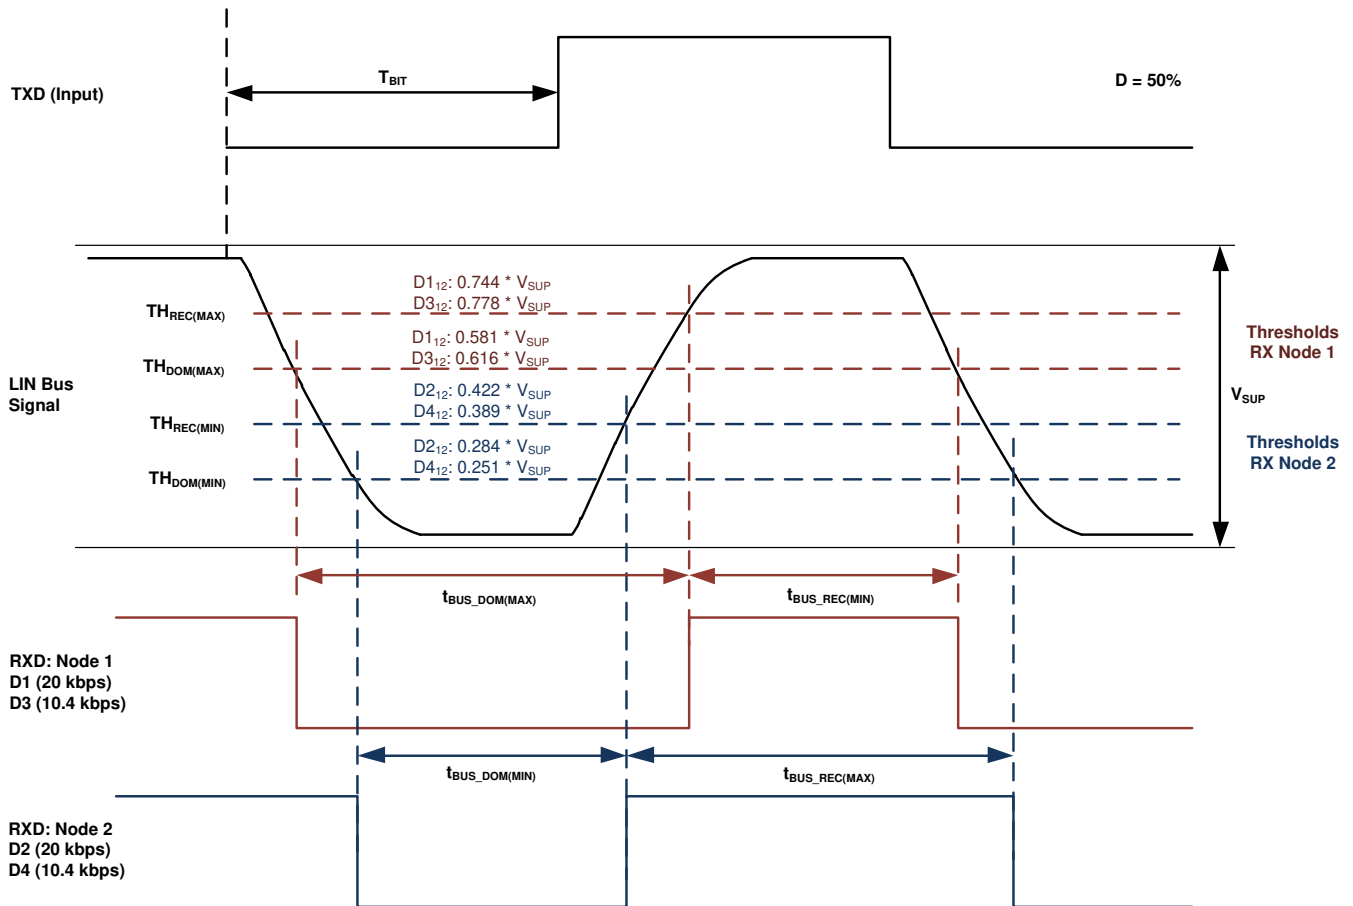 TXD (Input)
T_BIT
D = 50%
D1₁₂: 0.744 * V_SUP
D3₁₂: 0.778 * V_SUP
TH_REC(MAX)
D1₁₂: 0.581 * V_SUP
D3₁₂: 0.616 * V_SUP
TH_DOM(MAX)
Thresholds
RX Node 1
LIN Bus
Signal
D2₁₂: 0.422 * V_SUP
D4₁₂: 0.389 * V_SUP
V_SUP
TH_REC(MIN)
D2₁₂: 0.284 * V_SUP
D4₁₂: 0.251 * V_SUP
TH_DOM(MIN)
Thresholds
RX Node 2
t_BUS_DOM(MAX)
t_BUS_REC(MIN)
RXD: Node 1
D1 (20 kbps)
D3 (10.4 kbps)
t_BUS_DOM(MIN)
t_BUS_REC(MAX)
RXD: Node 2
D2 (20 kbps)
D4 (10.4 kbps)